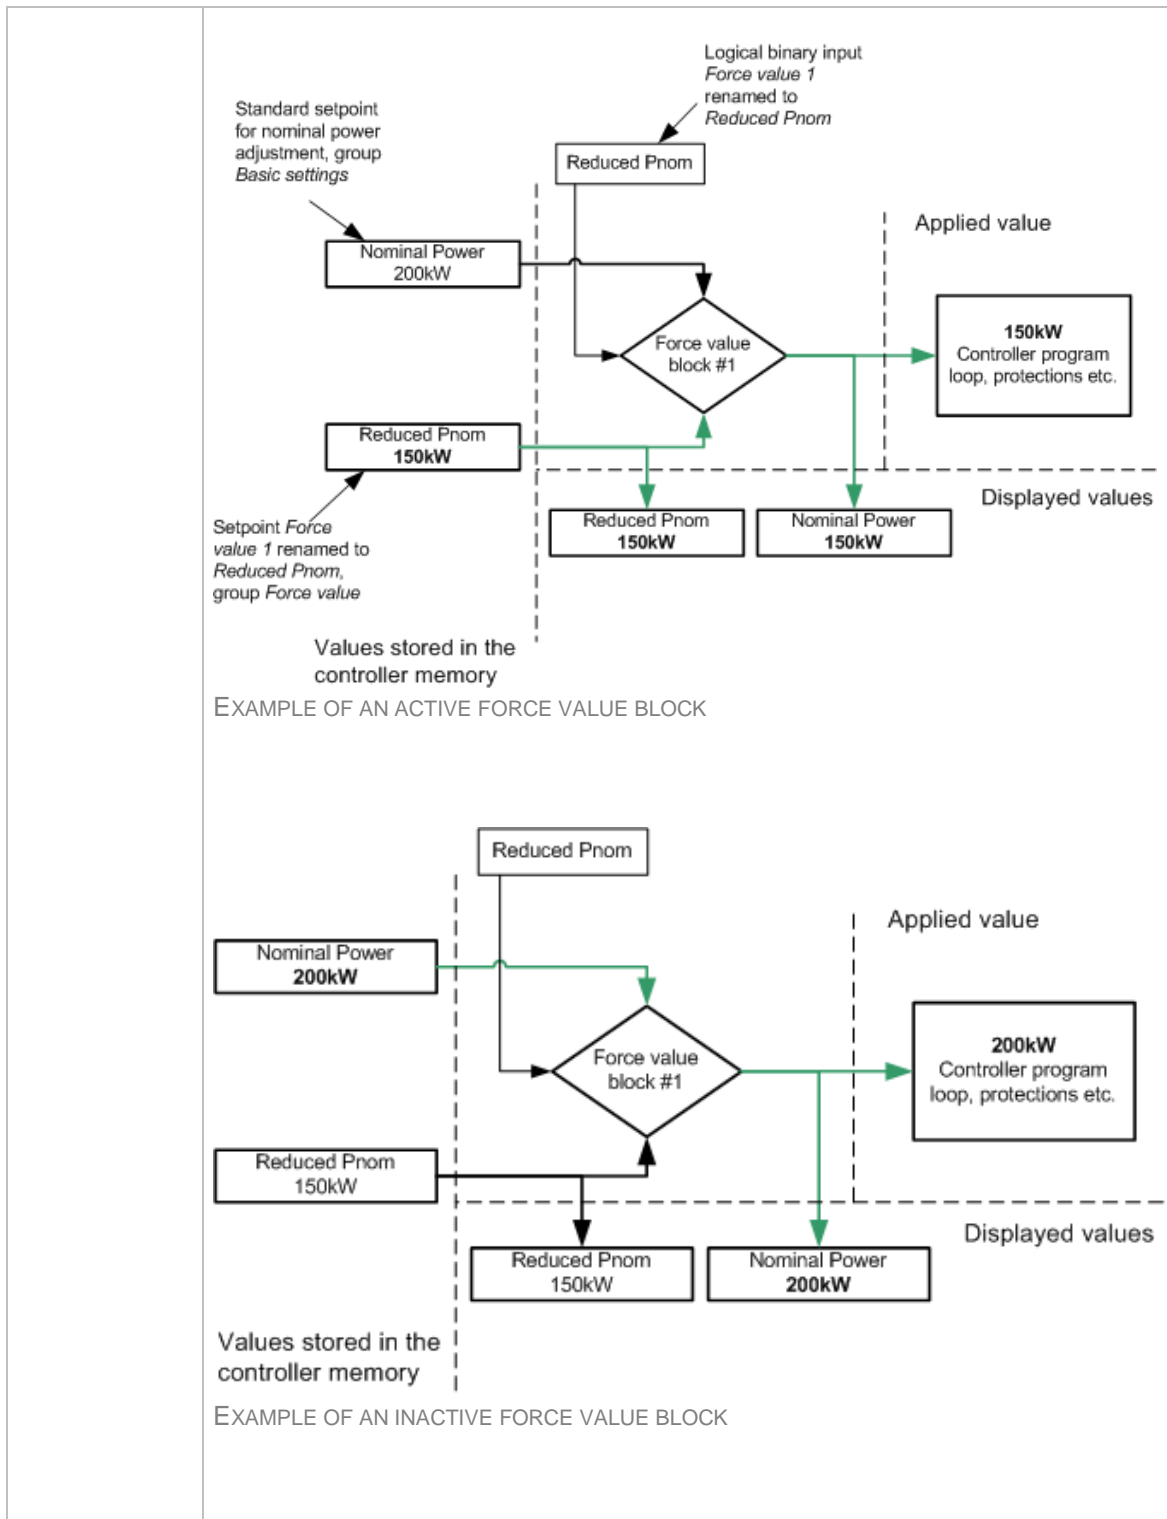 Logical binary input
Force value 1
renamed to
Reduced Pnom
Standard setpoint
for nominal power
adjustment, group
Basic settings
Reduced Pnom
Applied value
Nominal Power
200kW
150kW
Controller program
loop, protections etc.
Force value
block #1
Reduced Pnom
150kW
Displayed values
Setpoint Force
value 1 renamed to
Reduced Pnom,
group Force value
Reduced Pnom
150kW
Nominal Power
150kW
Values stored in the
controller memory
EXAMPLE OF AN ACTIVE FORCE VALUE BLOCK
Reduced Pnom
Applied value
Nominal Power
200kW
200kW
Controller program
loop, protections etc.
Force value
block #1
Reduced Pnom
150kW
Displayed values
Reduced Pnom
150kW
Nominal Power
200kW
Values stored in the
controller memory
EXAMPLE OF AN INACTIVE FORCE VALUE BLOCK